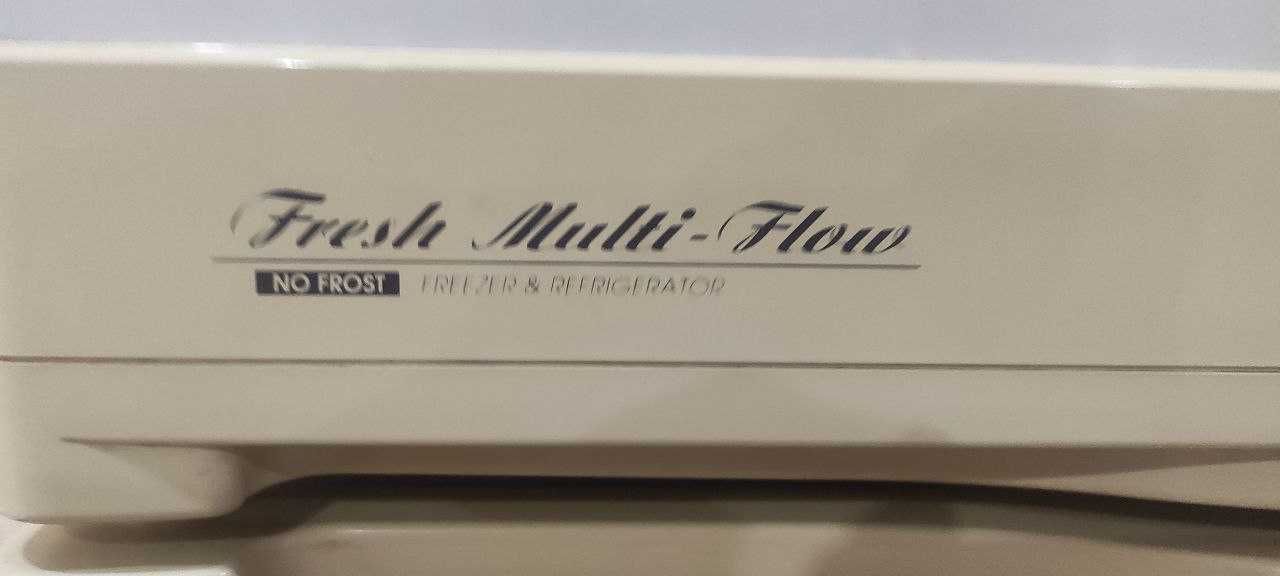 Fresh Multi-Flow
NO FROST FREEZER & REFRIGERATOR